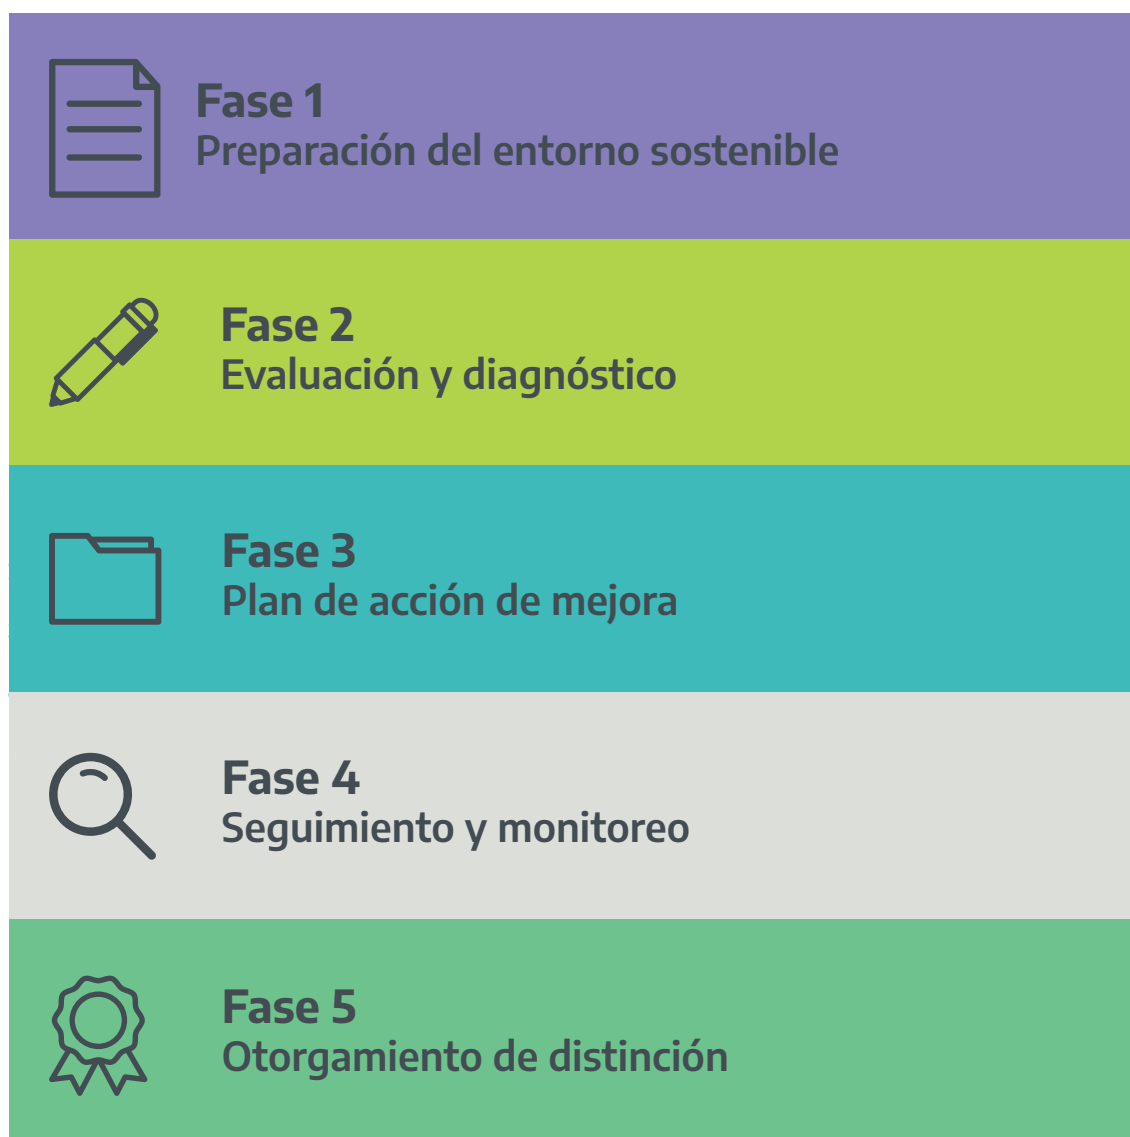 Fase 1
Preparación del entorno sostenible
Fase 2
Evaluación y diagnóstico
Fase 3
Plan de acción de mejora
Fase 4
Seguimiento y monitoreo
Fase 5
Otorgamiento de distinción